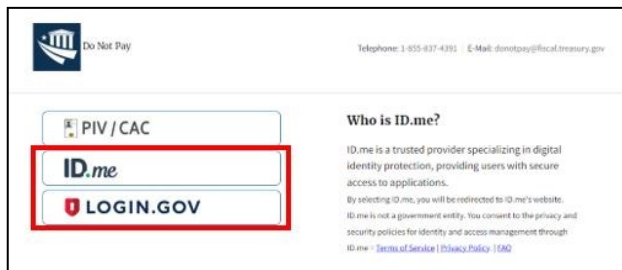 Do Not Pay
Telephone: 1-855-837-4391 | E-Mail: donotpay@fiscal.treasury.gov
PIV / CAC
ID.me
LOGIN.GOV
Who is ID.me?
ID.me is a trusted provider specializing in digital
identity protection, providing users with secure
access to applications.
By selecting ID.me, you will be redirected to ID.me's website.
ID.me is not a government entity. You consent to the privacy and
security policies for identity and access management through
ID.me - Terms of Service | Privacy Policy | FAQ